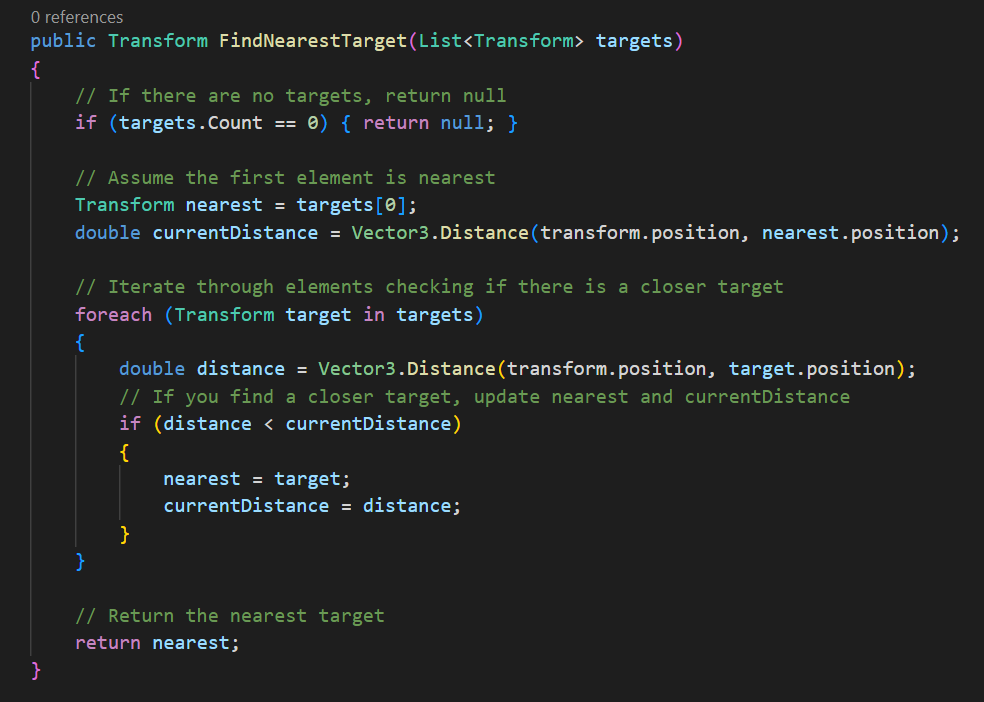 0 references
public Transform FindNearestTarget(List<Transform> targets)
{
    // If there are no targets, return null
    if (targets.Count == 0) { return null; }

    // Assume the first element is nearest
    Transform nearest = targets[0];
    double currentDistance = Vector3.Distance(transform.position, nearest.position);

    // Iterate through elements checking if there is a closer target
    foreach (Transform target in targets)
    {
        double distance = Vector3.Distance(transform.position, target.position);
        // If you find a closer target, update nearest and currentDistance
        if (distance < currentDistance)
        {
            nearest = target;
            currentDistance = distance;
        }
    }

    // Return the nearest target
    return nearest;
}